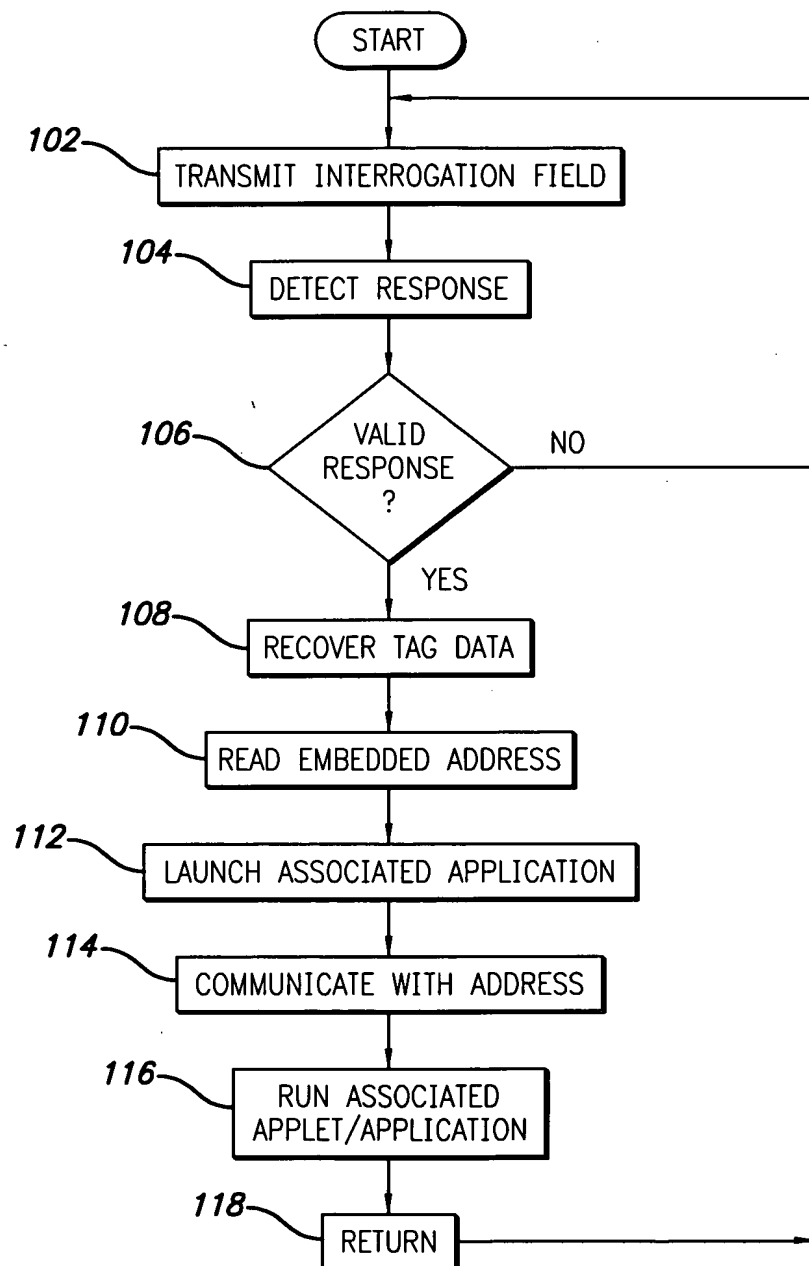 START
102
TRANSMIT INTERROGATION FIELD
104
DETECT RESPONSE
106
VALID
RESPONSE
?
NO
YES
108
RECOVER TAG DATA
110
READ EMBEDDED ADDRESS
112
LAUNCH ASSOCIATED APPLICATION
114
COMMUNICATE WITH ADDRESS
116
RUN ASSOCIATED
APPLET/APPLICATION
118
RETURN